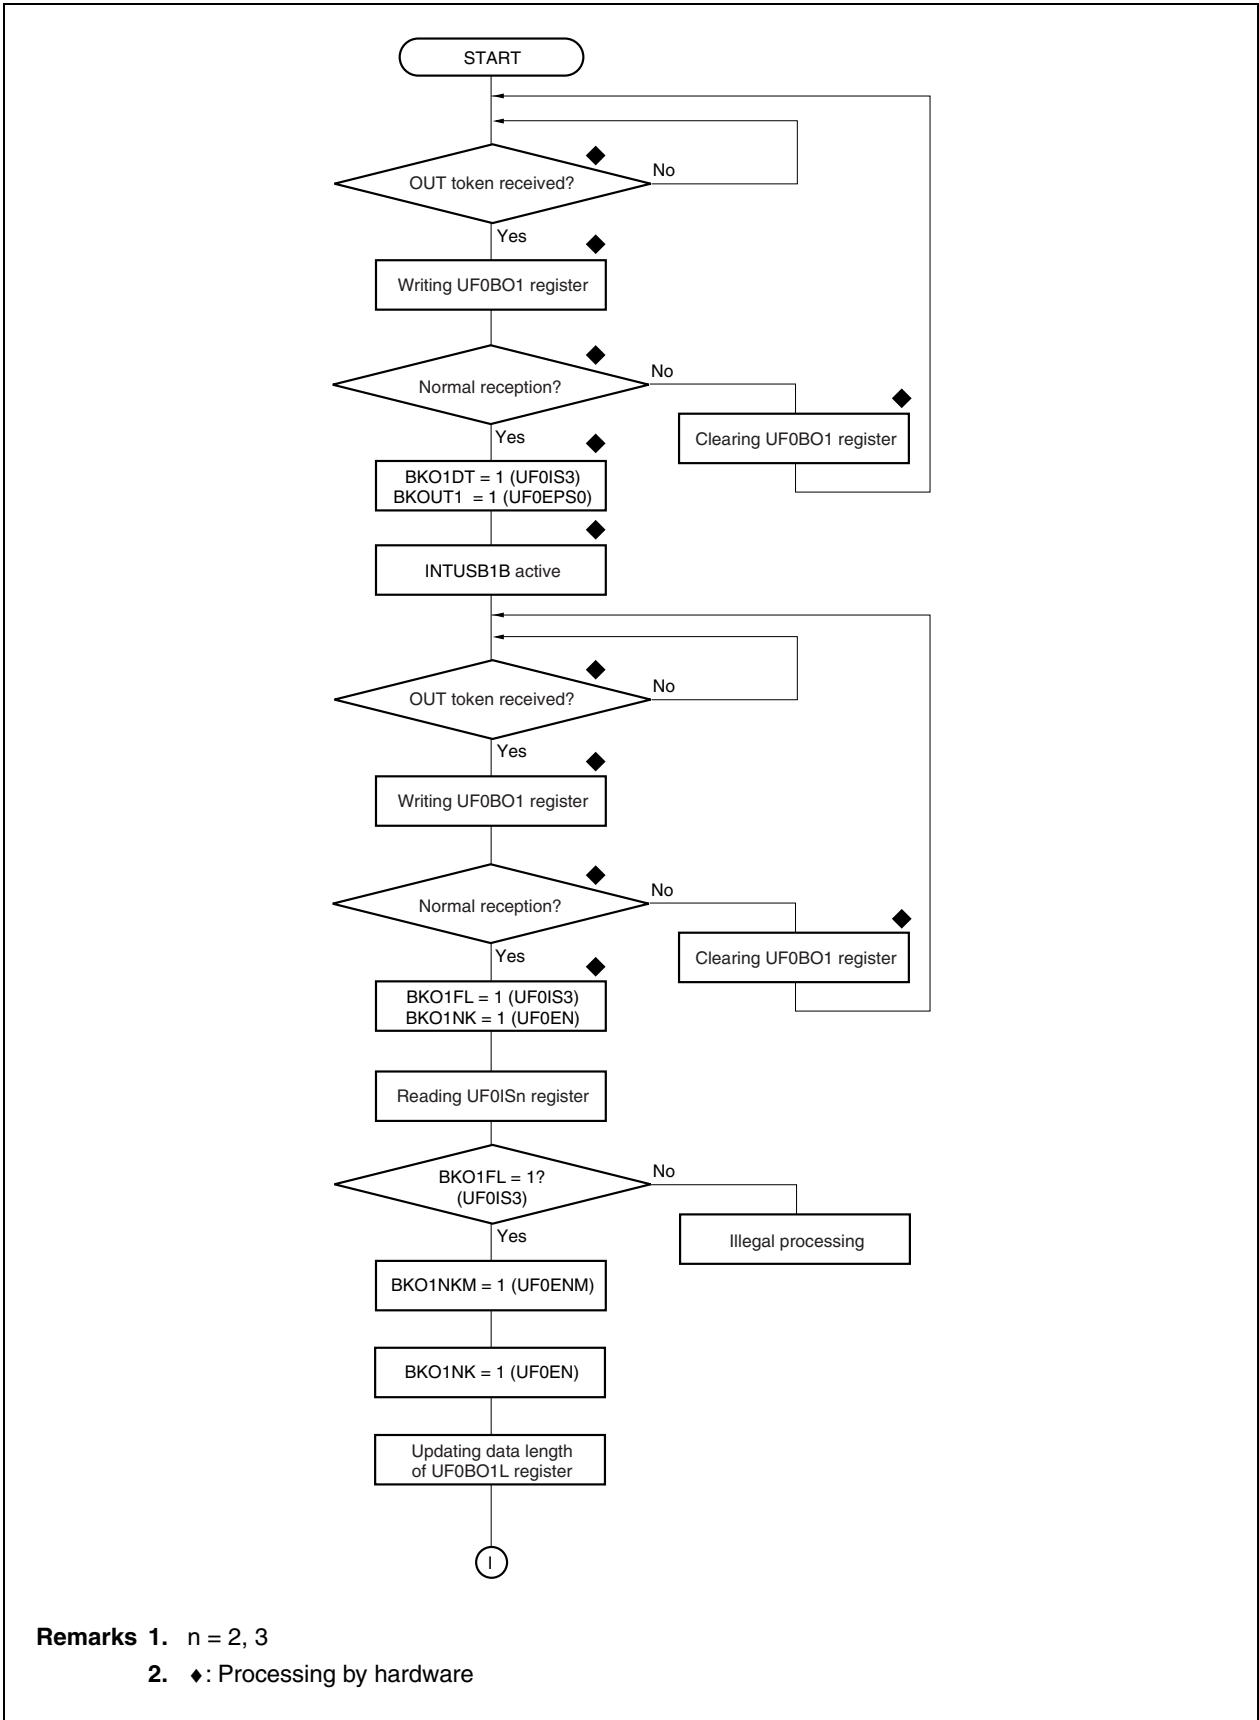 START
OUT token received?
No
Yes
Writing UF0BO1 register
Normal reception?
No
Clearing UF0BO1 register
Yes
BKO1DT = 1 (UF0IS3)
BKOUT1 = 1 (UF0EPS0)
INTUSB1B active
OUT token received?
No
Yes
Writing UF0BO1 register
Normal reception?
No
Clearing UF0BO1 register
Yes
BKO1FL = 1 (UF0IS3)
BKO1NK = 1 (UF0EN)
Reading UF0ISn register
BKO1FL = 1?
(UF0IS3)
No
Illegal processing
Yes
BKO1NKM = 1 (UF0ENM)
BKO1NK = 1 (UF0EN)
Updating data length
of UF0BO1L register
I
Remarks 1. n = 2, 3
2. ♦: Processing by hardware